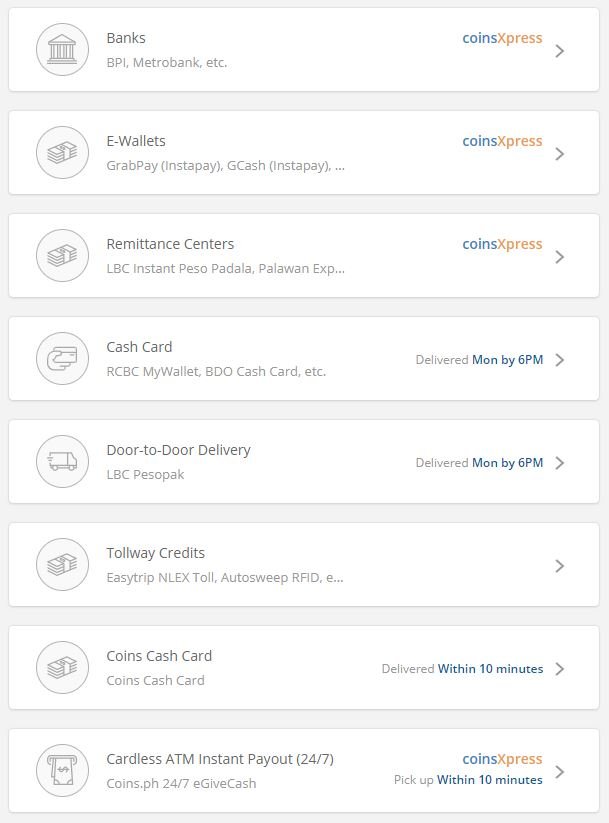 Banks
coinsXpress
BPI, Metrobank, etc.
E-Wallets
coinsXpress
GrabPay (Instapay), GCash (Instapay), ...
Remittance Centers
coinsXpress
LBC Instant Peso Padala, Palawan Exp...
Cash Card
Delivered Mon by 6PM
RCBC MyWallet, BDO Cash Card, etc.
Door-to-Door Delivery
Delivered Mon by 6PM
LBC Pesopak
Tollway Credits
Easytrip NLEX Toll, Autosweep RFID, e...
Coins Cash Card
Delivered Within 10 minutes
Coins Cash Card
Cardless ATM Instant Payout (24/7)
coinsXpress
Coins.ph 24/7 eGiveCash
Pick up Within 10 minutes